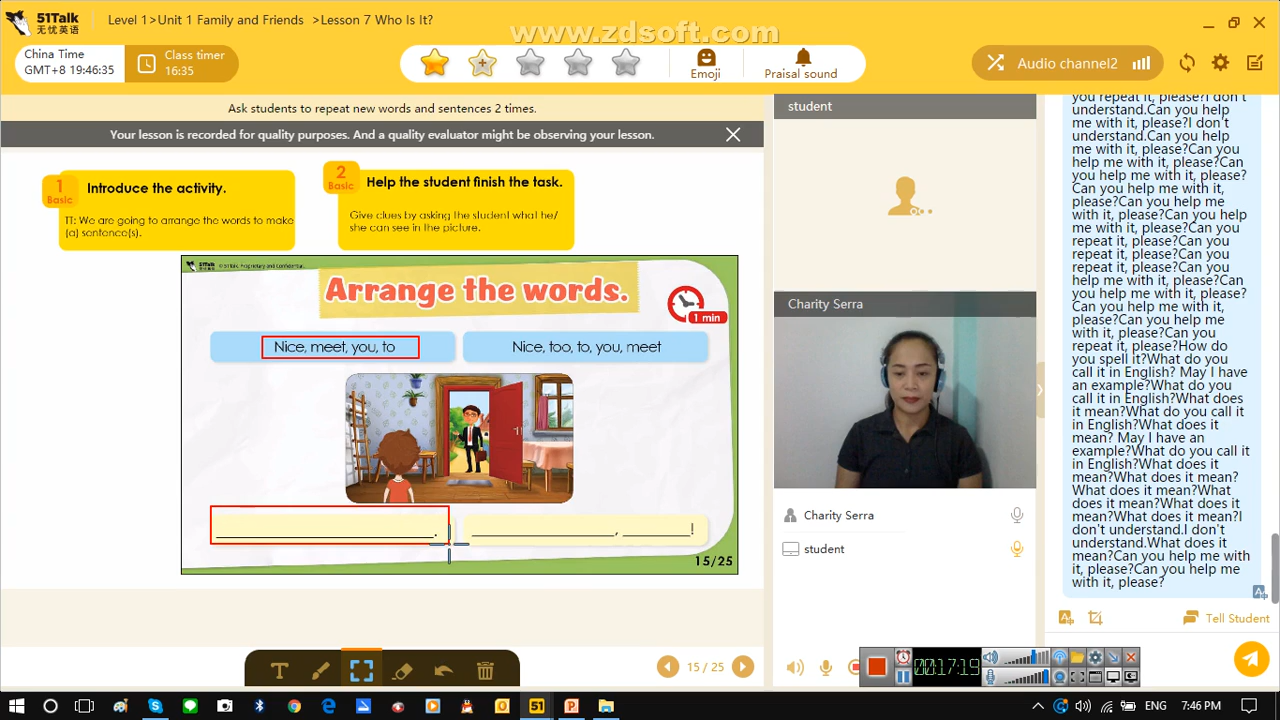 51Talk
无忧英语
Level 1>Unit 1 Family and Friends >Lesson 7 Who Is It?
www.zdsoft.com
China Time
GMT+8 19:46:35
Class timer
16:35
Emoji
Praisal sound
Audio channel2
Ask students to repeat new words and sentences 2 times.
Your lesson is recorded for quality purposes. And a quality evaluator might be observing your lesson.
1
Basic
Introduce the activity.
TT: We are going to arrange the words to make
(a) sentence(s).
2
Basic
Help the student finish the task.
Give clues by asking the student what he/
she can see in the picture.
51Talk
© 51Talk. Proprietary and Confidential.
Arrange the words.
1 min
Nice, meet, you, to
Nice, too, to, you, meet
____________________.
______________, _______!
15/25
student
Charity Serra
Charity Serra
student
you repeat it, please?I don't
understand.Can you help
me with it, please?I don't
understand.Can you help
me with it, please?Can you
help me with it, please?Can
you help me with it, please?
Can you help me with it,
please?Can you help me
with it, please?Can you help
me with it, please?Can you
repeat it, please?Can you
repeat it, please?Can you
repeat it, please?Can you
help me with it, please?
Can you help me with it,
please?Can you help me
with it, please?Can you
repeat it, please?How do
you spell it?What do you
call it in English? May I have
an example?What do you
call it in English?What does
it mean?What do you call it
in English?What does it
mean? May I have an
example?What do you call it
in English?What does it
mean?What does it mean?
What does it mean?What
does it mean?What does it
mean?What does it mean?I
don't understand.I don't
understand.What does it
mean?Can you help me with
it, please?Can you help me
with it, please?
Tell Student
T
15 / 25
00:17:19
51
ENG
7:46 PM